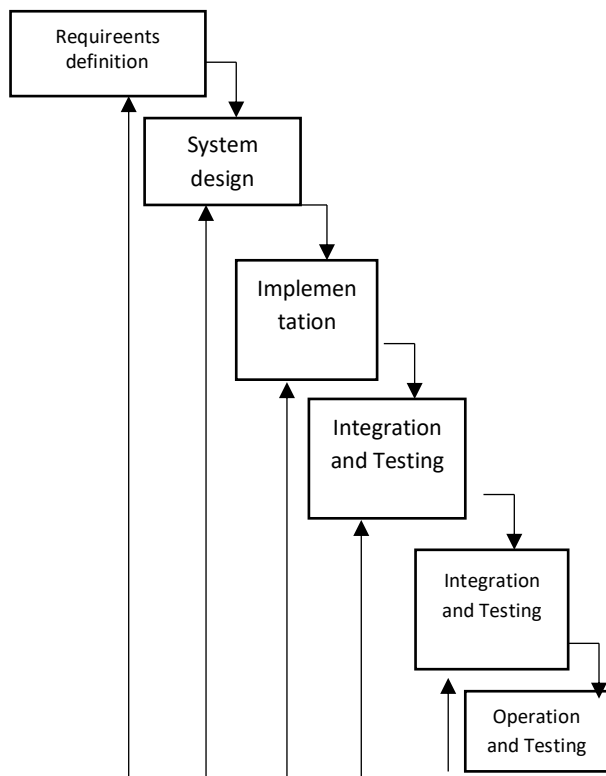 Requireents
definition
System
design
Implemen
tation
Integration
and Testing
Integration
and Testing
Operation
and Testing